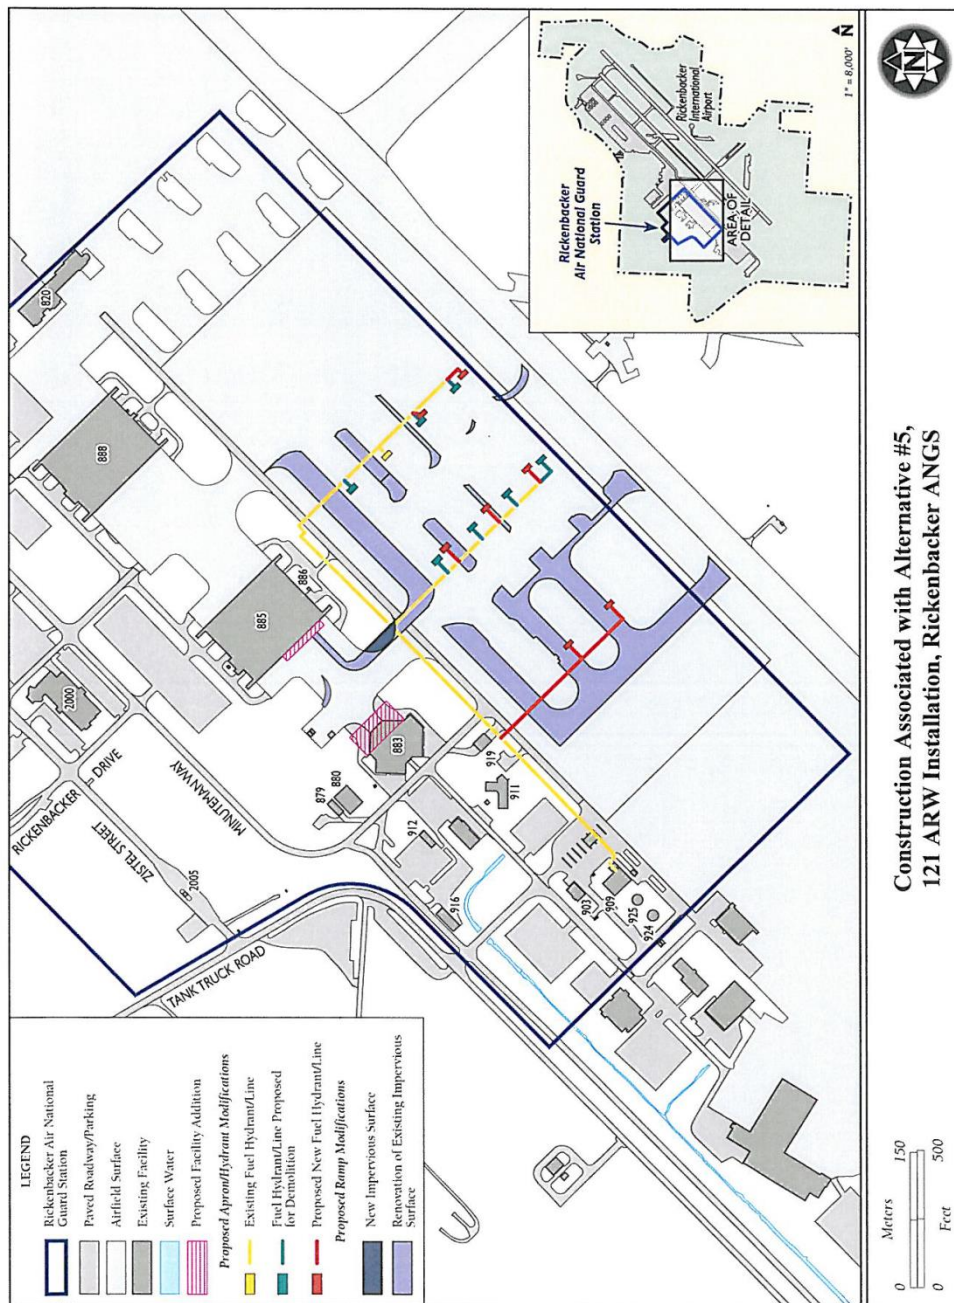 LEGEND
Rickenbacker Air National
Guard Station
Paved Roadway/Parking
Airfield Surface
Existing Facility
Surface Water
Proposed Facility Addition
Proposed Apron/Hydrant Modifications
Existing Fuel Hydrant/Line
Fuel Hydrant/Line Proposed
for Demolition
Proposed New Fuel Hydrant/Line
Proposed Ramp Modifications
New Impervious Surface
Renovation of Existing Impervious
Surface
TANK TRUCK ROAD
RICKENBACKER
DRIVE
ZISTEL STREET
MINUTEMAN WAY
2005
2000
820
888
885
886
883
879
880
912
916
919
911
903
909
925
924
Rickenbacker
Air National Guard
Station
Rickenbacker
International
Airport
AREA OF
DETAIL
N
1" = 8,000'
Meters
0
150
0
500
Feet
Construction Associated with Alternative #5,
121 ARW Installation, Rickenbacker ANGS
N